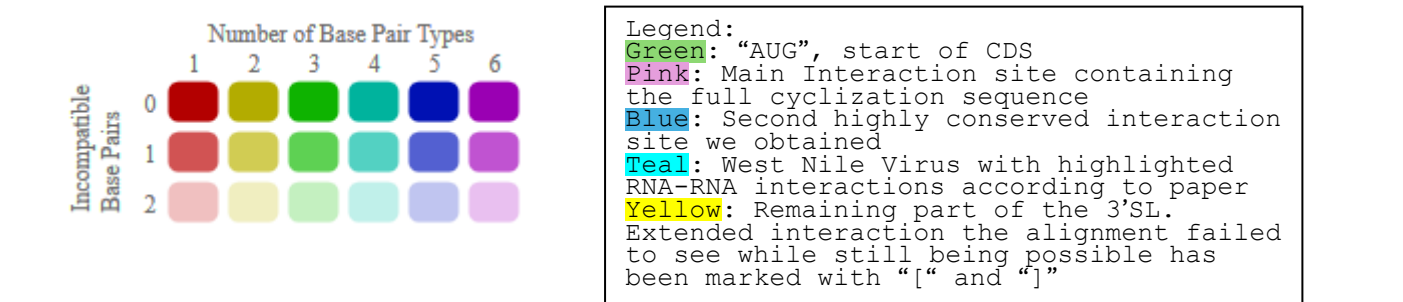 Number of Base Pair Types
1 2 3 4 5 6
Incompatible
Base Pairs
0
1
2
Legend:
Green: “AUG”, start of CDS
Pink: Main Interaction site containing
the full cyclization sequence
Blue: Second highly conserved interaction
site we obtained
Teal: West Nile Virus with highlighted
RNA-RNA interactions according to paper
Yellow: Remaining part of the 3’SL.
Extended interaction the alignment failed
to see while still being possible has
been marked with “[“ and “]”